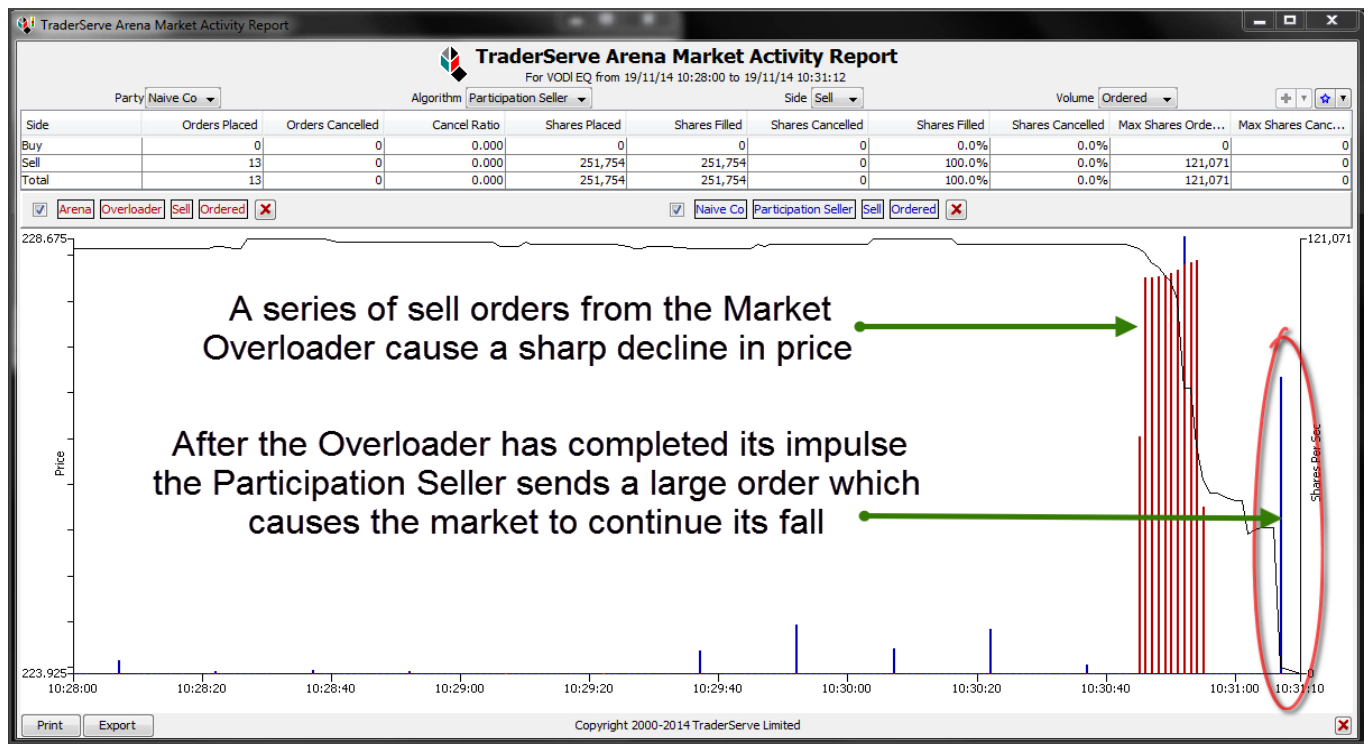 TraderServe Arena Market Activity Report
TraderServe Arena Market Activity Report
For VODl EQ from 19/11/14 10:28:00 to 19/11/14 10:31:12
Party Naive Co Algorithm Participation Seller Side Sell Volume Ordered
Side Orders Placed Orders Cancelled Cancel Ratio Shares Placed Shares Filled Shares Cancelled Shares Filled Shares Cancelled Max Shares Orde... Max Shares Canc...
Buy 0 0 0.000 0 0 0 0.0% 0.0% 0 0
Sell 13 0 0.000 251,754 251,754 0 100.0% 0.0% 121,071 0
Total 13 0 0.000 251,754 251,754 0 100.0% 0.0% 121,071 0
Arena Overloader Sell Ordered Naive Co Participation Seller Sell Ordered
228.675 121,071
A series of sell orders from the Market
Overloader cause a sharp decline in price
After the Overloader has completed its impulse
the Participation Seller sends a large order which
causes the market to continue its fall
Price
Shares Per Sec
223.925 0
10:28:00 10:28:20 10:28:40 10:29:00 10:29:20 10:29:40 10:30:00 10:30:20 10:30:40 10:31:00 10:31:10
Print Export Copyright 2000-2014 TraderServe Limited